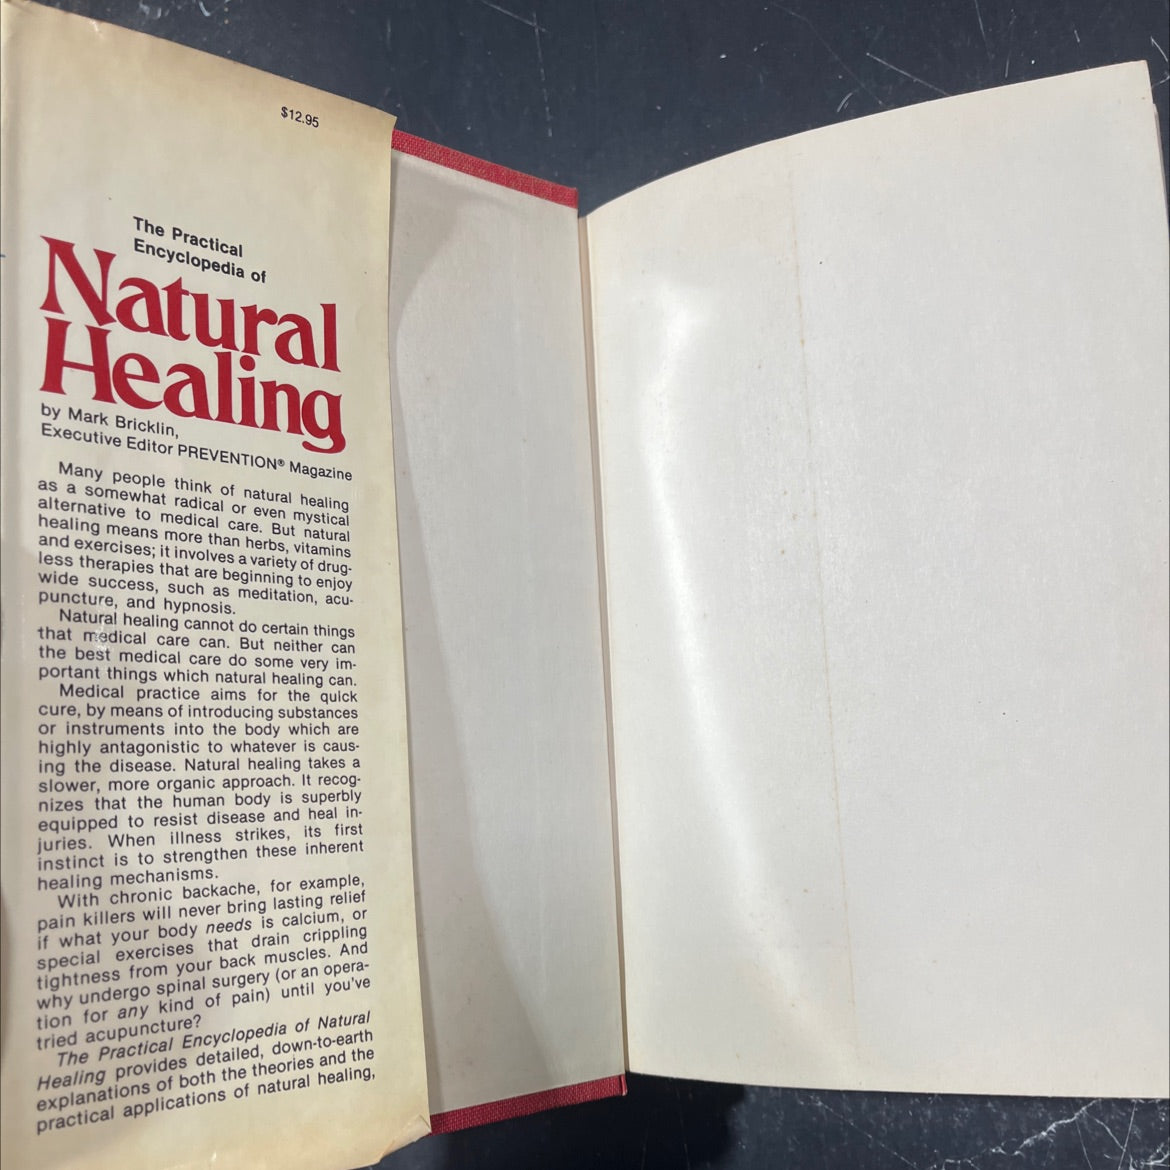 $12.95
The Practical
Encyclopedia of
Natural
Healing
by Mark Bricklin,
Executive Editor PREVENTION® Magazine
Many people think of natural healing
as a somewhat radical or even mystical
alternative to medical care. But natural
healing means more than herbs, vitamins
and exercises; it involves a variety of drug-
less therapies that are beginning to enjoy
wide success, such as meditation, acu-
puncture, and hypnosis.
Natural healing cannot do certain things
that medical care can. But neither can
the best medical care do some very im-
portant things which natural healing can.
Medical practice aims for the quick
cure, by means of introducing substances
or instruments into the body which are
highly antagonistic to whatever is caus-
ing the disease. Natural healing takes a
slower, more organic approach. It recog-
nizes that the human body is superbly
equipped to resist disease and heal in-
juries. When illness strikes, its first
instinct is to strengthen these inherent
healing mechanisms.
With chronic backache, for example,
pain killers will never bring lasting relief
if what your body needs is calcium, or
special exercises that drain crippling
tightness from your back muscles. And
why undergo spinal surgery (or an opera-
tion for any kind of pain) until you've
tried acupuncture?
The Practical Encyclopedia of Natural
Healing provides detailed, down-to-earth
explanations of both the theories and the
practical applications of natural healing,